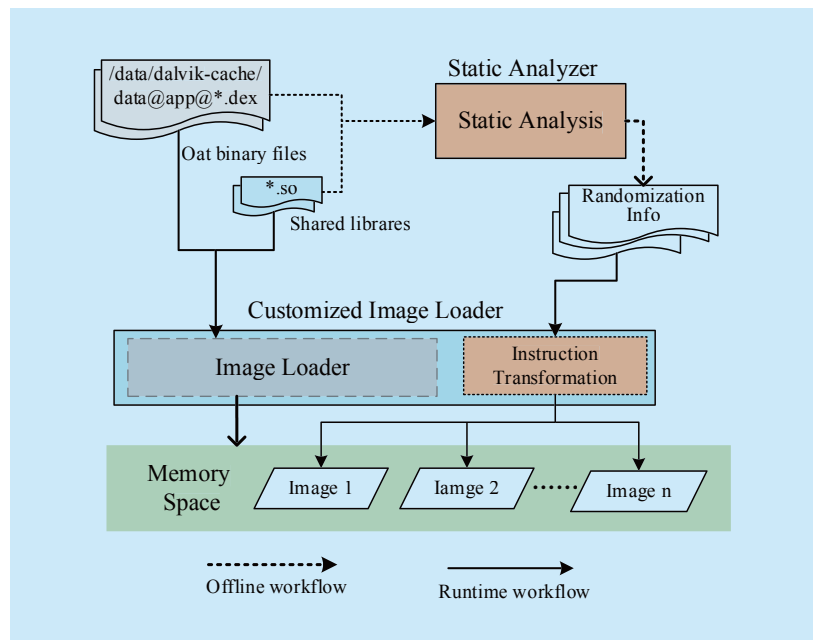 /data/dalvik-cache/
data@app@*.dex
Static Analyzer
Static Analysis
Oat binary files
*.so
Shared librares
Randomization
Info
Customized Image Loader
Image Loader
Instruction
Transformation
Memory
Space
Image 1
Iamge 2
Image n
Offline workflow
Runtime workflow